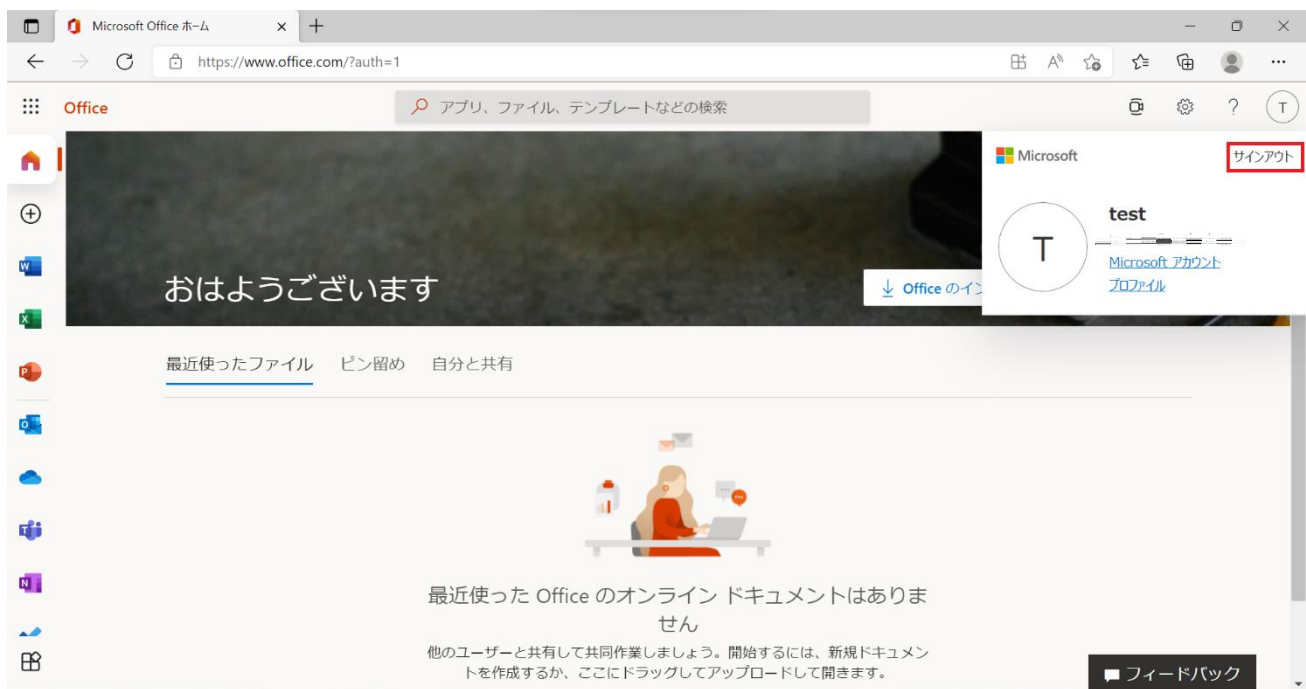 Microsoft Office ホーム
https://www.office.com/?auth=1
Office
アプリ、ファイル、テンプレートなどの検索
T
Microsoft
サインアウト
T
test
Microsoft アカウント
プロファイル
おはようございます
Office のイン
最近使ったファイル ピン留め 自分と共有
最近使った Office のオンライン ドキュメントはありま
せん
他のユーザーと共有して共同作業しましょう。開始するには、新規ドキュメン
トを作成するか、ここにドラッグしてアップロードして開きます。
フィードバック